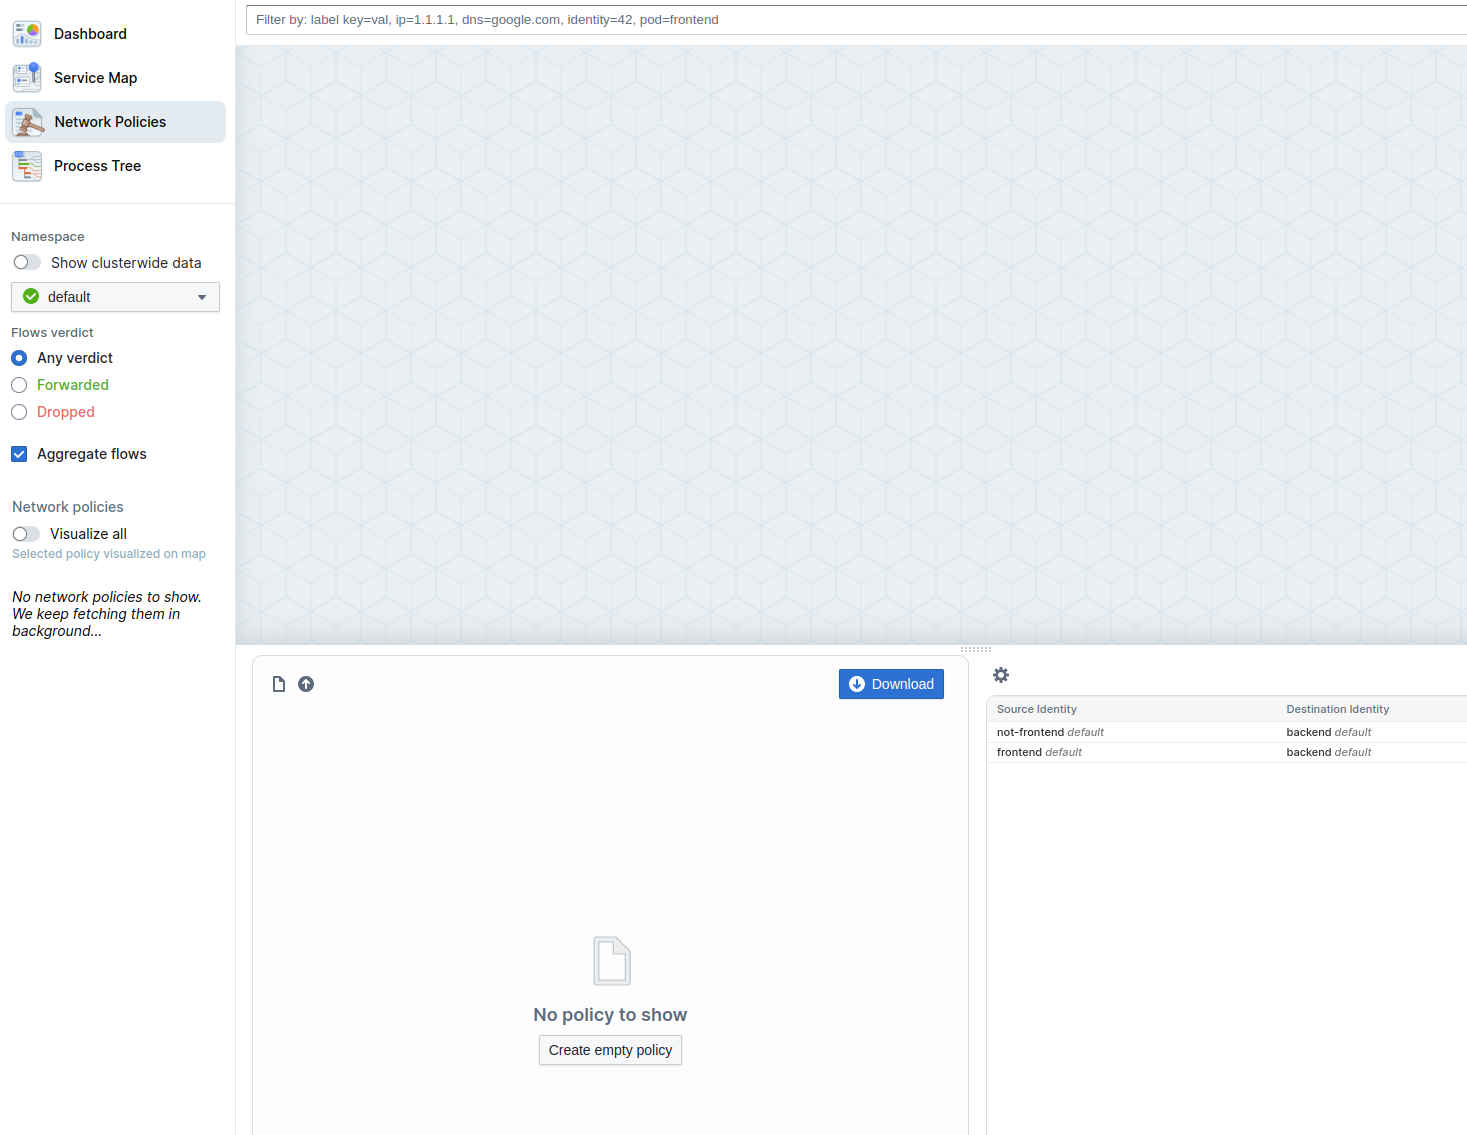 Dashboard
Service Map
Network Policies
Process Tree
Namespace
Show clusterwide data
default
Flows verdict
Any verdict
Forwarded
Dropped
Aggregate flows
Network policies
Visualize all
Selected policy visualized on map
No network policies to show.
We keep fetching them in
background...
Filter by: label key=val, ip=1.1.1.1, dns=google.com, identity=42, pod=frontend
Download
No policy to show
Create empty policy
Source Identity Destination Identity
not-frontend default backend default
frontend default backend default